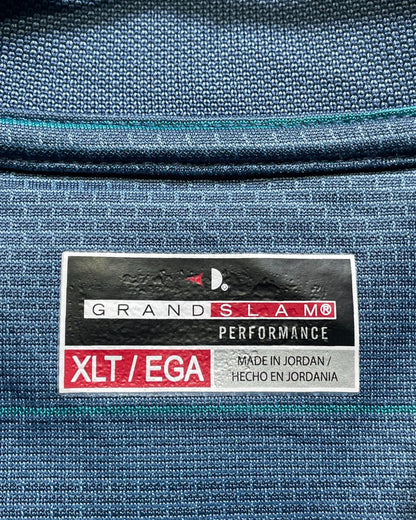 GRANDSLAM®
PERFORMANCE
XLT / EGA
MADE IN JORDAN /
HECHO EN JORDANIA